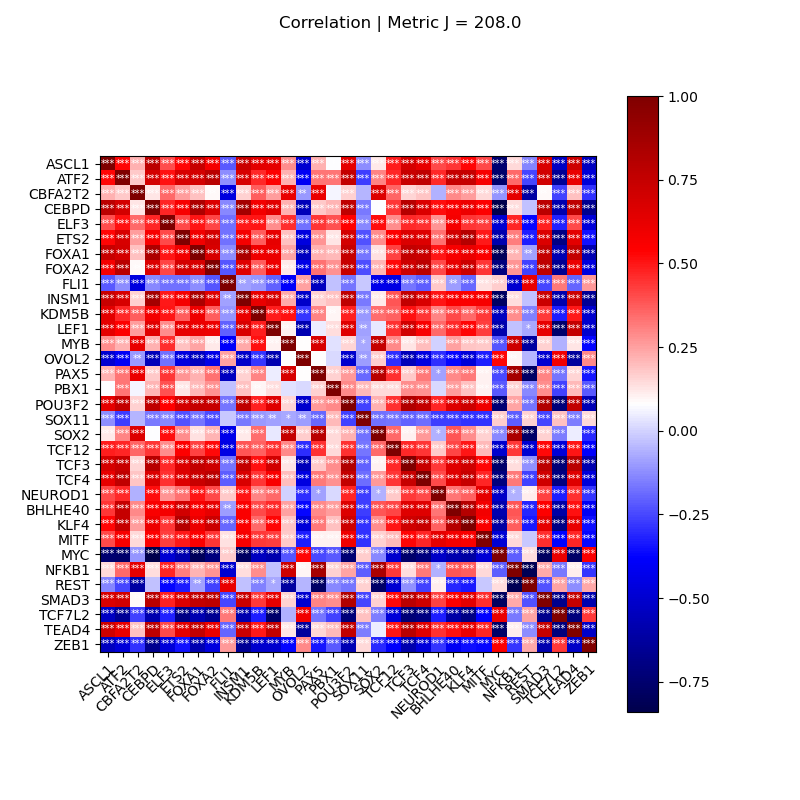 Correlation | Metric J = 208.0
ASCL1
ATF2
CBFA2T2
CEBPD
ELF3
ETS2
FOXA1
FOXA2
FLI1
INSM1
KDM5B
LEF1
MYB
OVOL2
PAX5
PBX1
POU3F2
SOX11
SOX2
TCF12
TCF3
TCF4
NEUROD1
BHLHE40
KLF4
MITF
MYC
NFKB1
REST
SMAD3
TCF7L2
TEAD4
ZEB1
ASCL1
ATF2
CBFA2T2
CEBPD
ELF3
ETS2
FOXA1
FOXA2
FLI1
INSM1
KDM5B
LEF1
MYB
OVOL2
PAX5
PBX1
POU3F2
SOX11
SOX2
TCF12
TCF3
TCF4
NEUROD1
BHLHE40
KLF4
MITF
MYC
NFKB1
REST
SMAD3
TCF7L2
TEAD4
ZEB1
1.00
0.75
0.50
0.25
0.00
−0.25
−0.50
−0.75